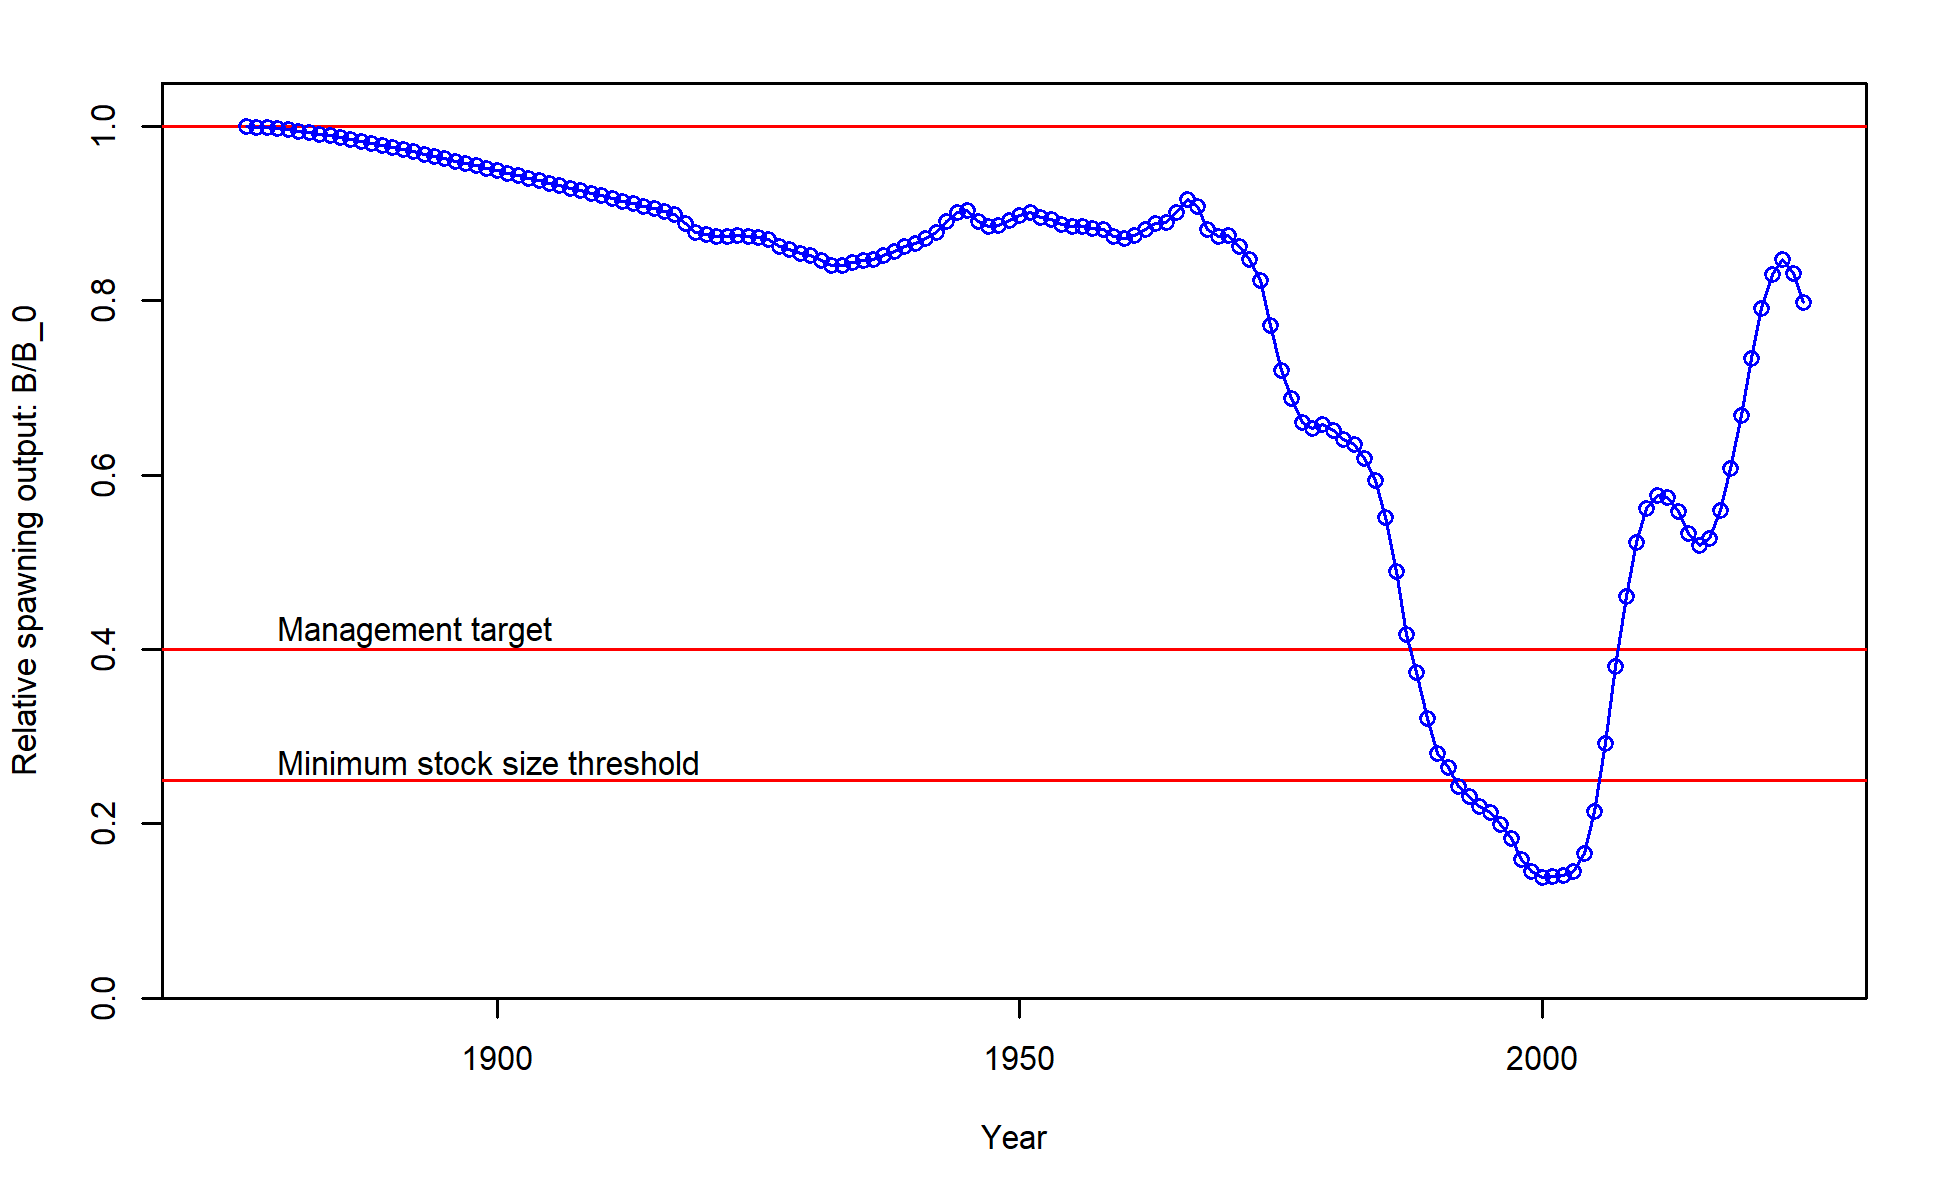 Relative spawning output: B/B_0
1.0
0.8
0.6
0.4
0.2
0.0
Management target
Minimum stock size threshold
1900
1950
2000
Year